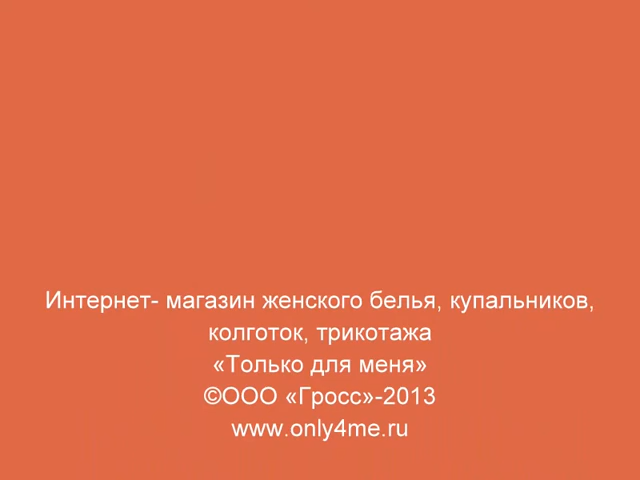 Интернет- магазин женского белья, купальников,
колготок, трикотажа
«Только для меня»
©ООО «Гросс»-2013
www.only4me.ru